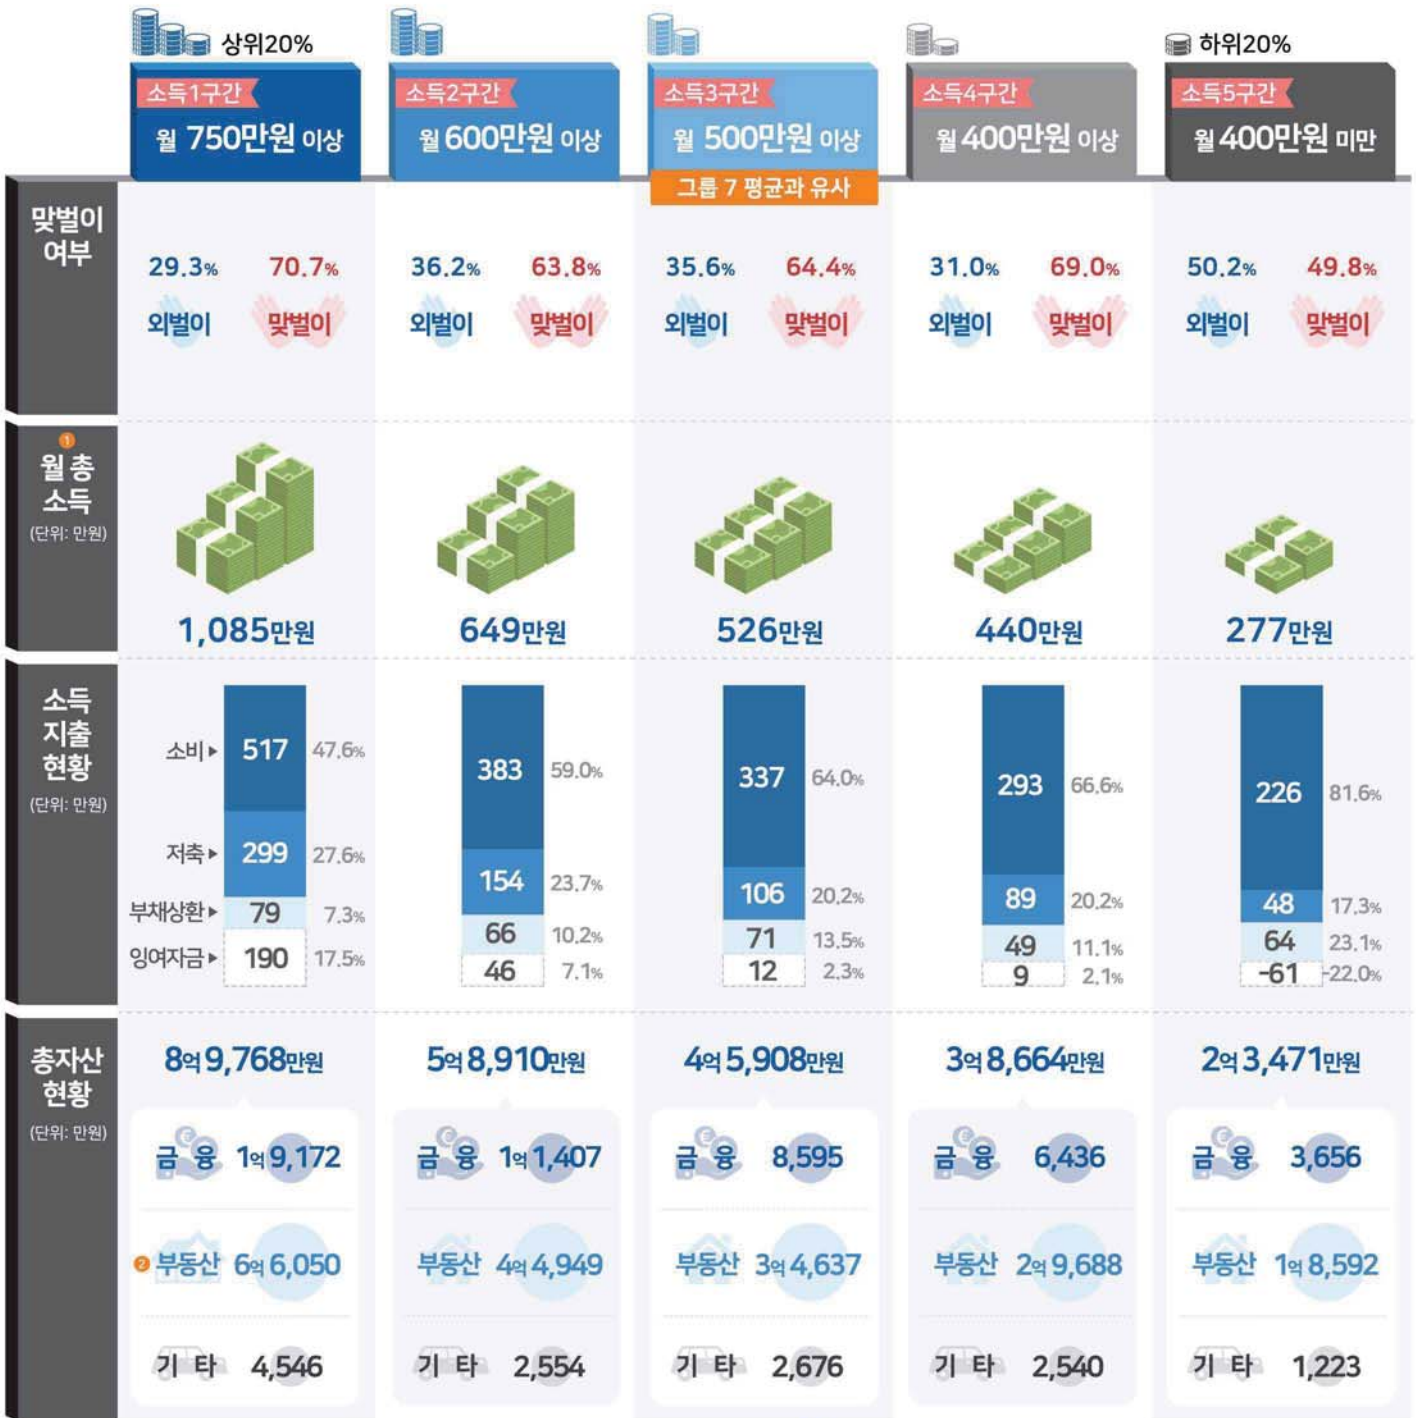 상위20%
하위20%
소득1구간
소득2구간
소득3구간
소득4구간
소득5구간
월 750만원 이상
월 600만원 이상
월 500만원 이상
월 400만원 이상
월 400만원 미만
그룹 7 평균과 유사
맞벌이
여부
29.3% 70.7%
36.2% 63.8%
35.6% 64.4%
31.0% 69.0%
50.2% 49.8%
외벌이 맞벌이
외벌이 맞벌이
외벌이 맞벌이
외벌이 맞벌이
외벌이 맞벌이
1
월 총
소득
(단위: 만원)
1,085만원
649만원
526만원
440만원
277만원
소득
지출
현황
(단위: 만원)
소비▶ 517 47.6%
저축▶ 299 27.6%
부채상환▶ 79 7.3%
잉여자금▶ 190 17.5%
383 59.0%
154 23.7%
66 10.2%
46 7.1%
337 64.0%
106 20.2%
71 13.5%
12 2.3%
293 66.6%
89 20.2%
49 11.1%
9 2.1%
226 81.6%
48 17.3%
64 23.1%
-61 -22.0%
총자산
현황
(단위: 만원)
8억 9,768만원
금 융 1억 9,172
2 부동산 6억 6,050
기 타 4,546
5억 8,910만원
금 융 1억 1,407
부동산 4억 4,949
기 타 2,554
4억 5,908만원
금 융 8,595
부동산 3억 4,637
기 타 2,676
3억 8,664만원
금 융 6,436
부동산 2억 9,688
기 타 2,540
2억 3,471만원
금 융 3,656
부동산 1억 8,592
기 타 1,223